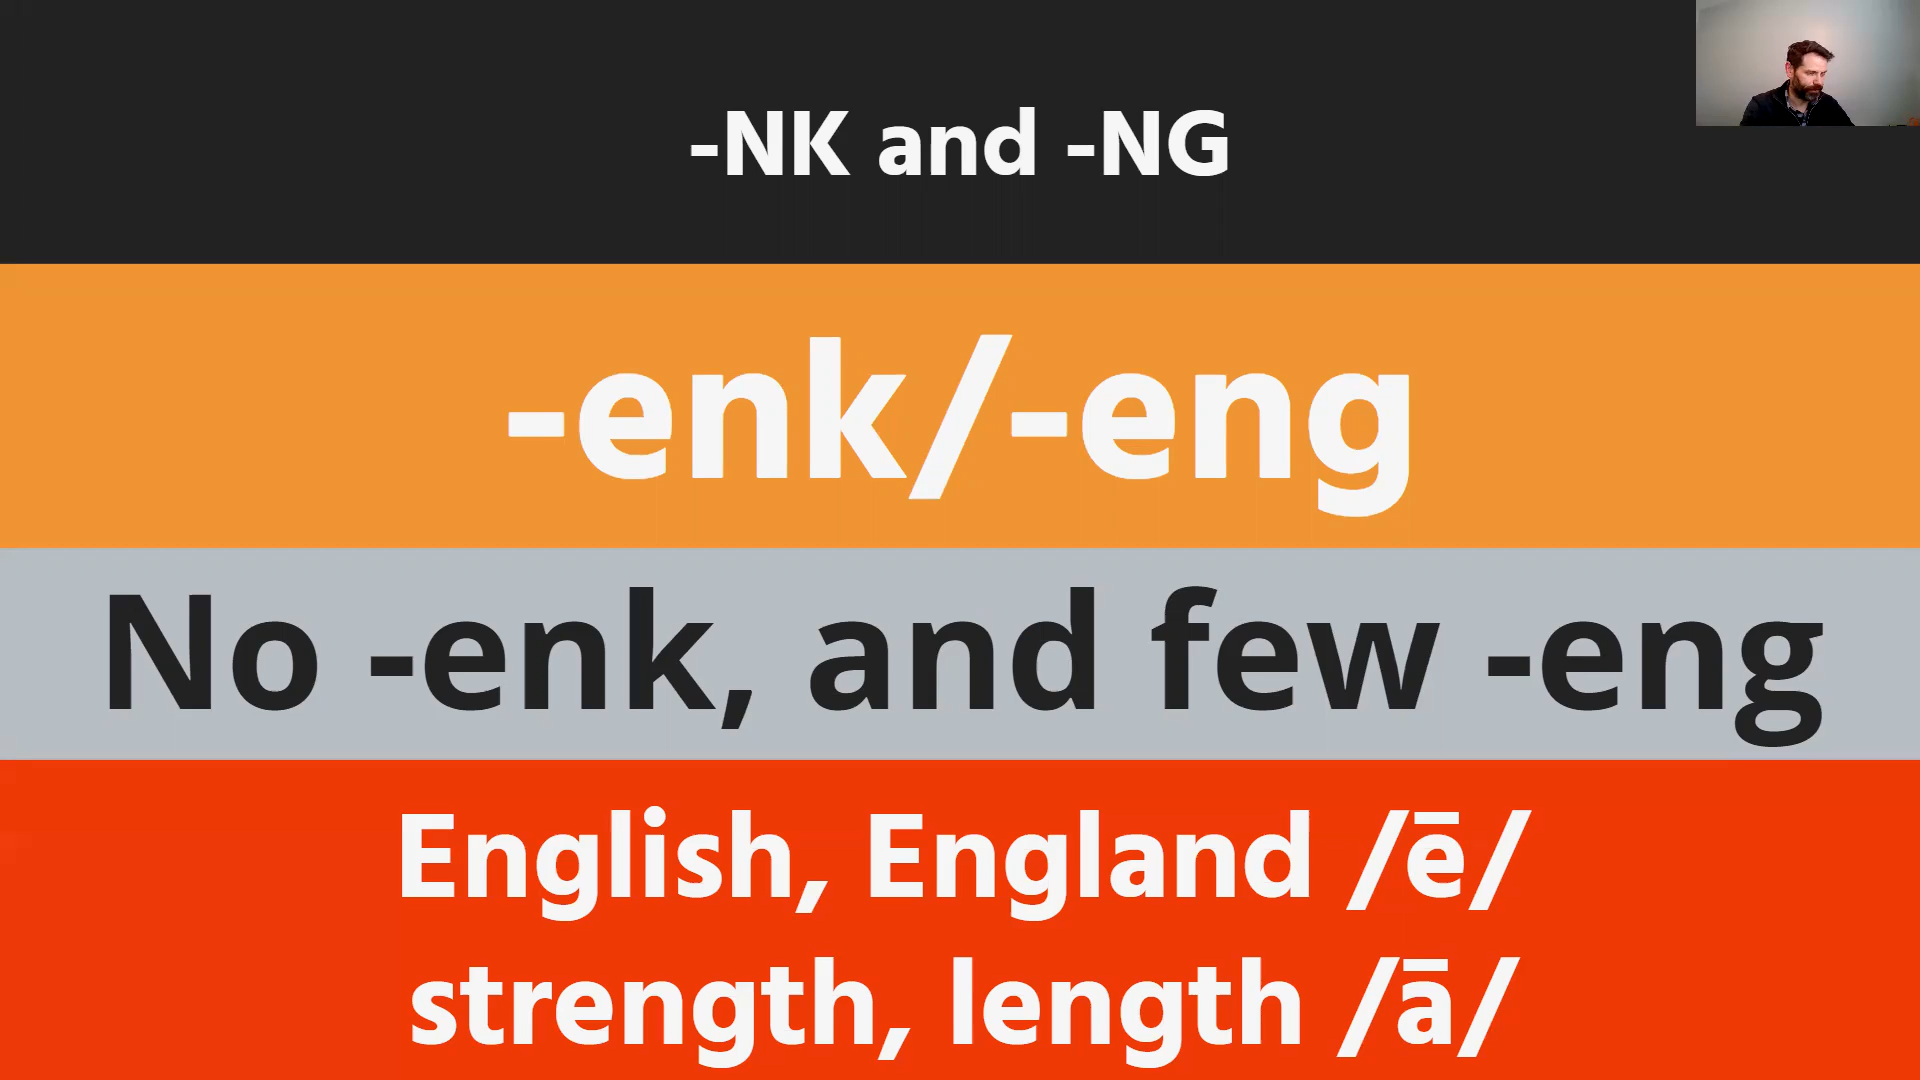 -NK and -NG
-enk/-eng
No -enk, and few -eng
English, England /ē/
strength, length /ā/